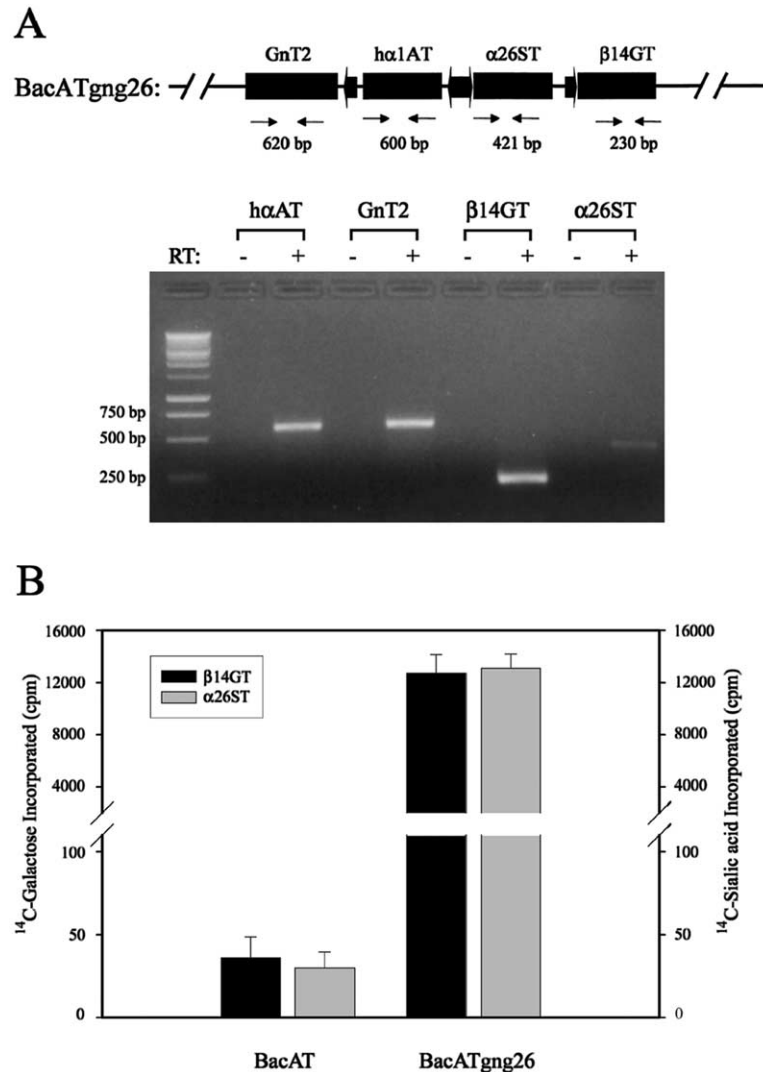 A
GnT2 hα1AT α26ST β14GT
BacATgng26:
620 bp 600 bp 421 bp 230 bp
hαAT GnT2 β14GT α26ST
RT: - + - + - + - +
750 bp
500 bp
250 bp
B
16000 16000
β14GT
α26ST
12000 12000
8000 8000
4000 4000
100 100
50 50
0 0
¹⁴C-Galactose Incorporated (cpm)
¹⁴C-Sialic acid Incorporated (cpm)
BacAT BacATgng26